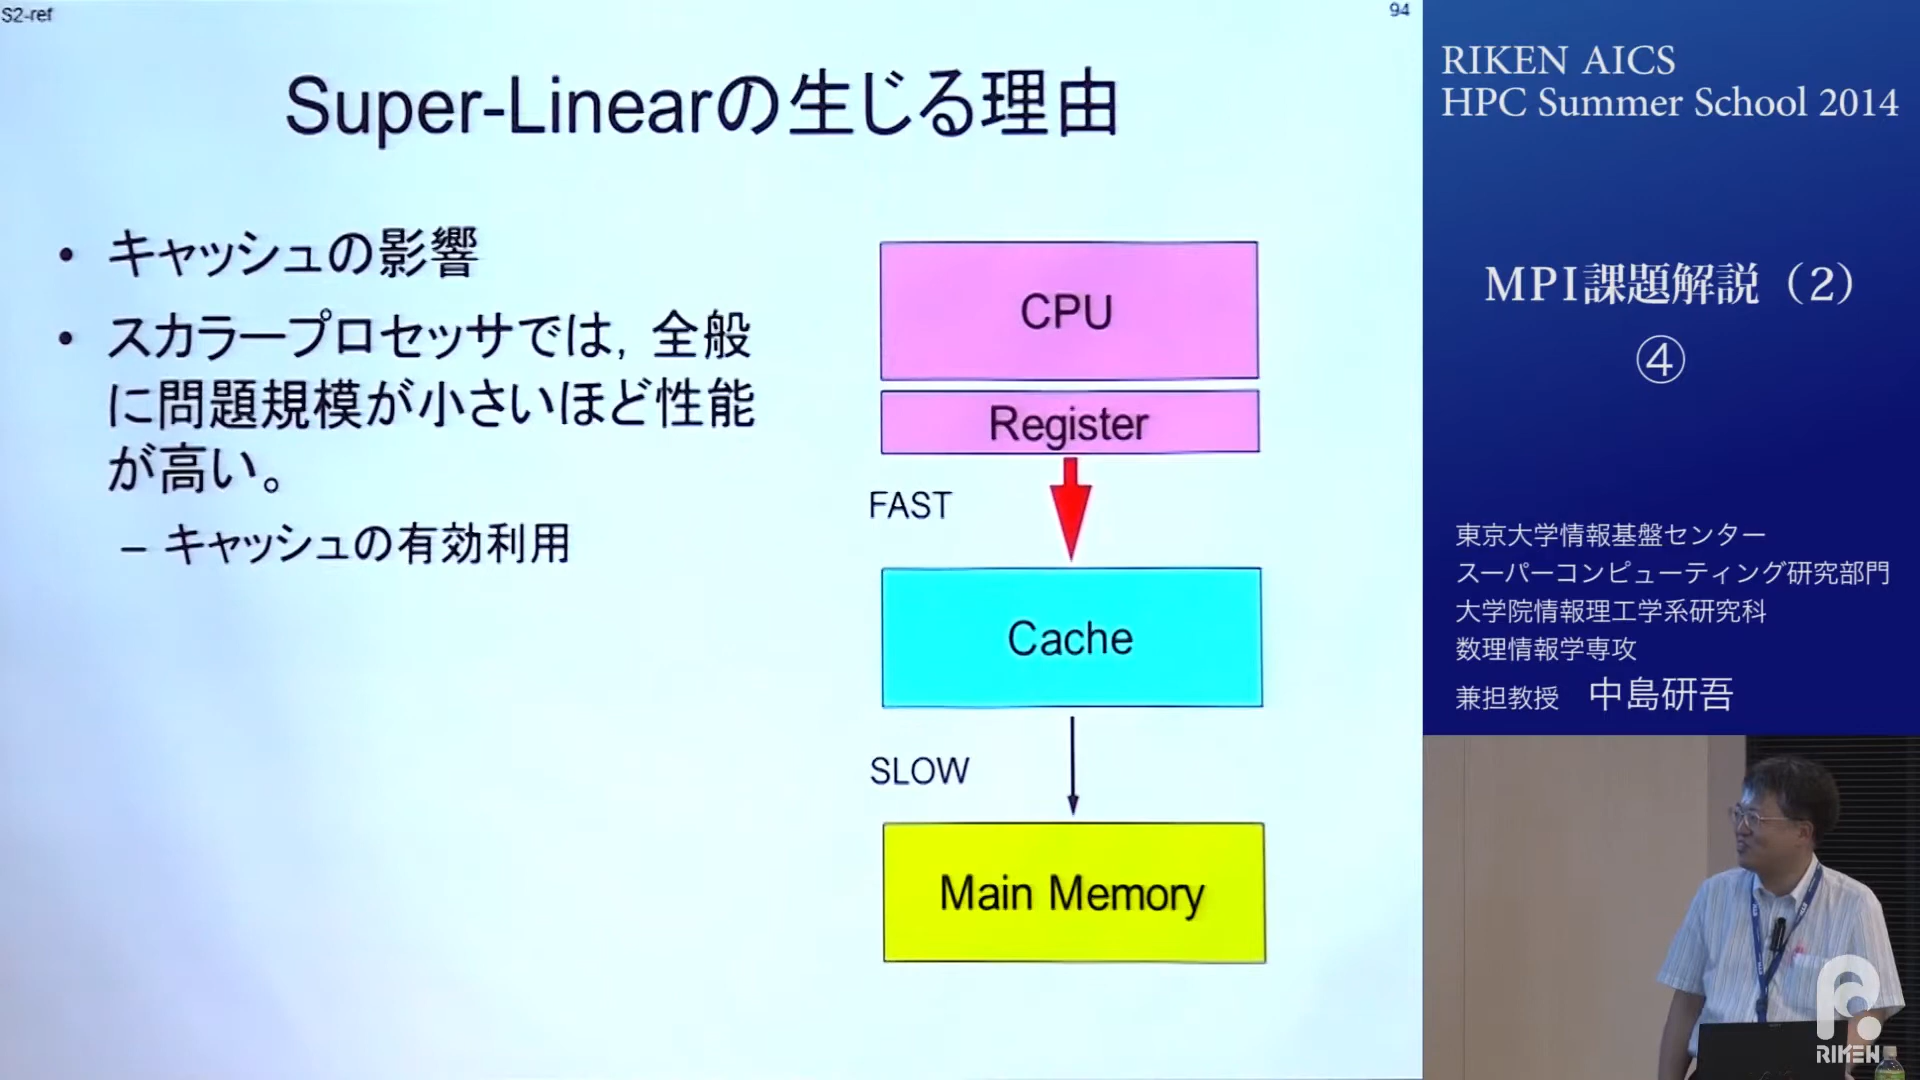 S2-ref
94
Super-Linearの生じる理由
• キャッシュの影響
• スカラープロセッサでは，全般
に問題規模が小さいほど性能
が高い。
– キャッシュの有効利用
CPU
Register
FAST
Cache
SLOW
Main Memory
RIKEN AICS
HPC Summer School 2014
MPI課題解説（2）
④
東京大学情報基盤センター
スーパーコンピューティング研究部門
大学院情報理工学系研究科
数理情報学専攻
兼担教授 中島研吾
RIKEN